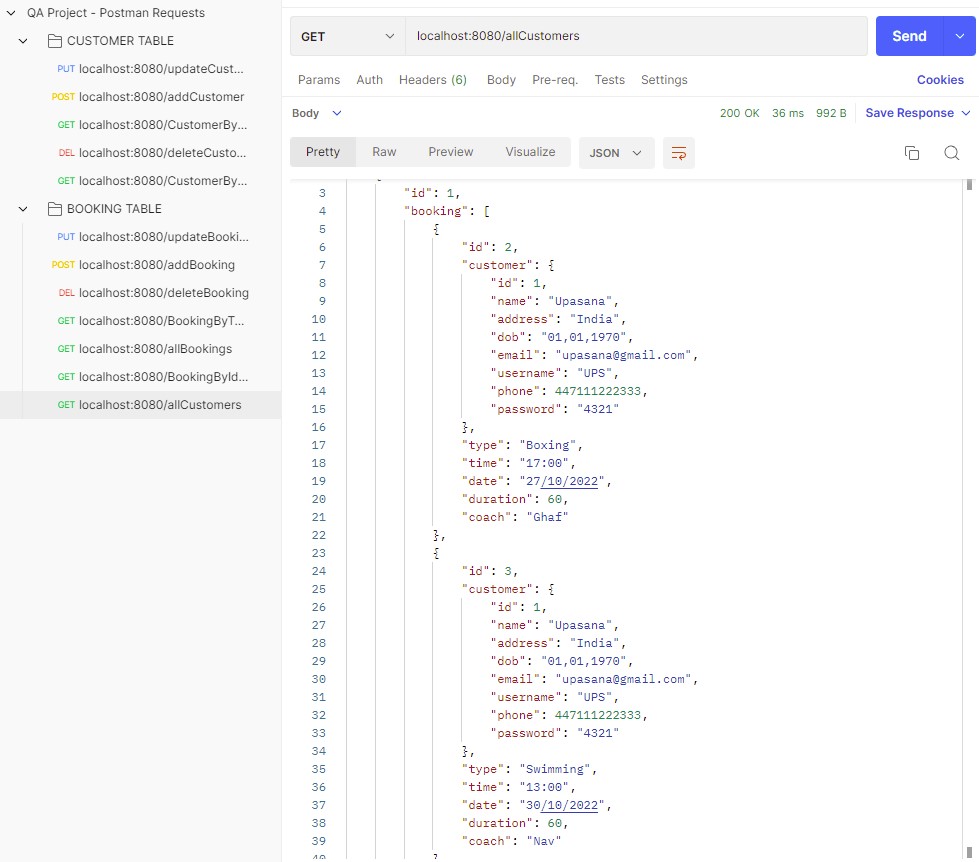 QA Project - Postman Requests
CUSTOMER TABLE
PUT localhost:8080/updateCust...
POST localhost:8080/addCustomer
GET localhost:8080/CustomerBy...
DEL localhost:8080/deleteCusto...
GET localhost:8080/CustomerBy...
BOOKING TABLE
PUT localhost:8080/updateBooki...
POST localhost:8080/addBooking
DEL localhost:8080/deleteBooking
GET localhost:8080/BookingByT...
GET localhost:8080/allBookings
GET localhost:8080/BookingById...
GET localhost:8080/allCustomers
GET localhost:8080/allCustomers Send
Params Auth Headers (6) Body Pre-req. Tests Settings Cookies
Body 200 OK 36 ms 992 B Save Response
Pretty Raw Preview Visualize JSON
3 "id": 1,
4 "booking": [
5 {
6 "id": 2,
7 "customer": {
8 "id": 1,
9 "name": "Upasana",
10 "address": "India",
11 "dob": "01,01,1970",
12 "email": "upasana@gmail.com",
13 "username": "UPS",
14 "phone": 447111222333,
15 "password": "4321"
16 },
17 "type": "Boxing",
18 "time": "17:00",
19 "date": "27/10/2022",
20 "duration": 60,
21 "coach": "Ghaf"
22 },
23 {
24 "id": 3,
25 "customer": {
26 "id": 1,
27 "name": "Upasana",
28 "address": "India",
29 "dob": "01,01,1970",
30 "email": "upasana@gmail.com",
31 "username": "UPS",
32 "phone": 447111222333,
33 "password": "4321"
34 },
35 "type": "Swimming",
36 "time": "13:00",
37 "date": "30/10/2022",
38 "duration": 60,
39 "coach": "Nav"